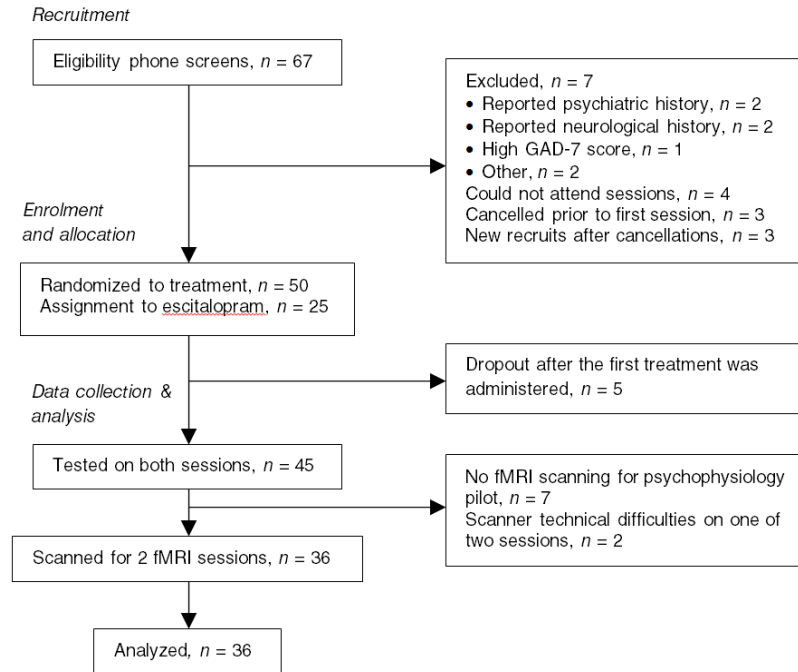 Recruitment
Eligibility phone screens, n = 67
Excluded, n = 7
• Reported psychiatric history, n = 2
• Reported neurological history, n = 2
• High GAD-7 score, n = 1
• Other, n = 2
Could not attend sessions, n = 4
Cancelled prior to first session, n = 3
New recruits after cancellations, n = 3
Enrolment
and allocation
Randomized to treatment, n = 50
Assignment to escitalopram, n = 25
Dropout after the first treatment was
administered, n = 5
Data collection &
analysis
Tested on both sessions, n = 45
No fMRI scanning for psychophysiology
pilot, n = 7
Scanner technical difficulties on one of
two sessions, n = 2
Scanned for 2 fMRI sessions, n = 36
Analyzed, n = 36